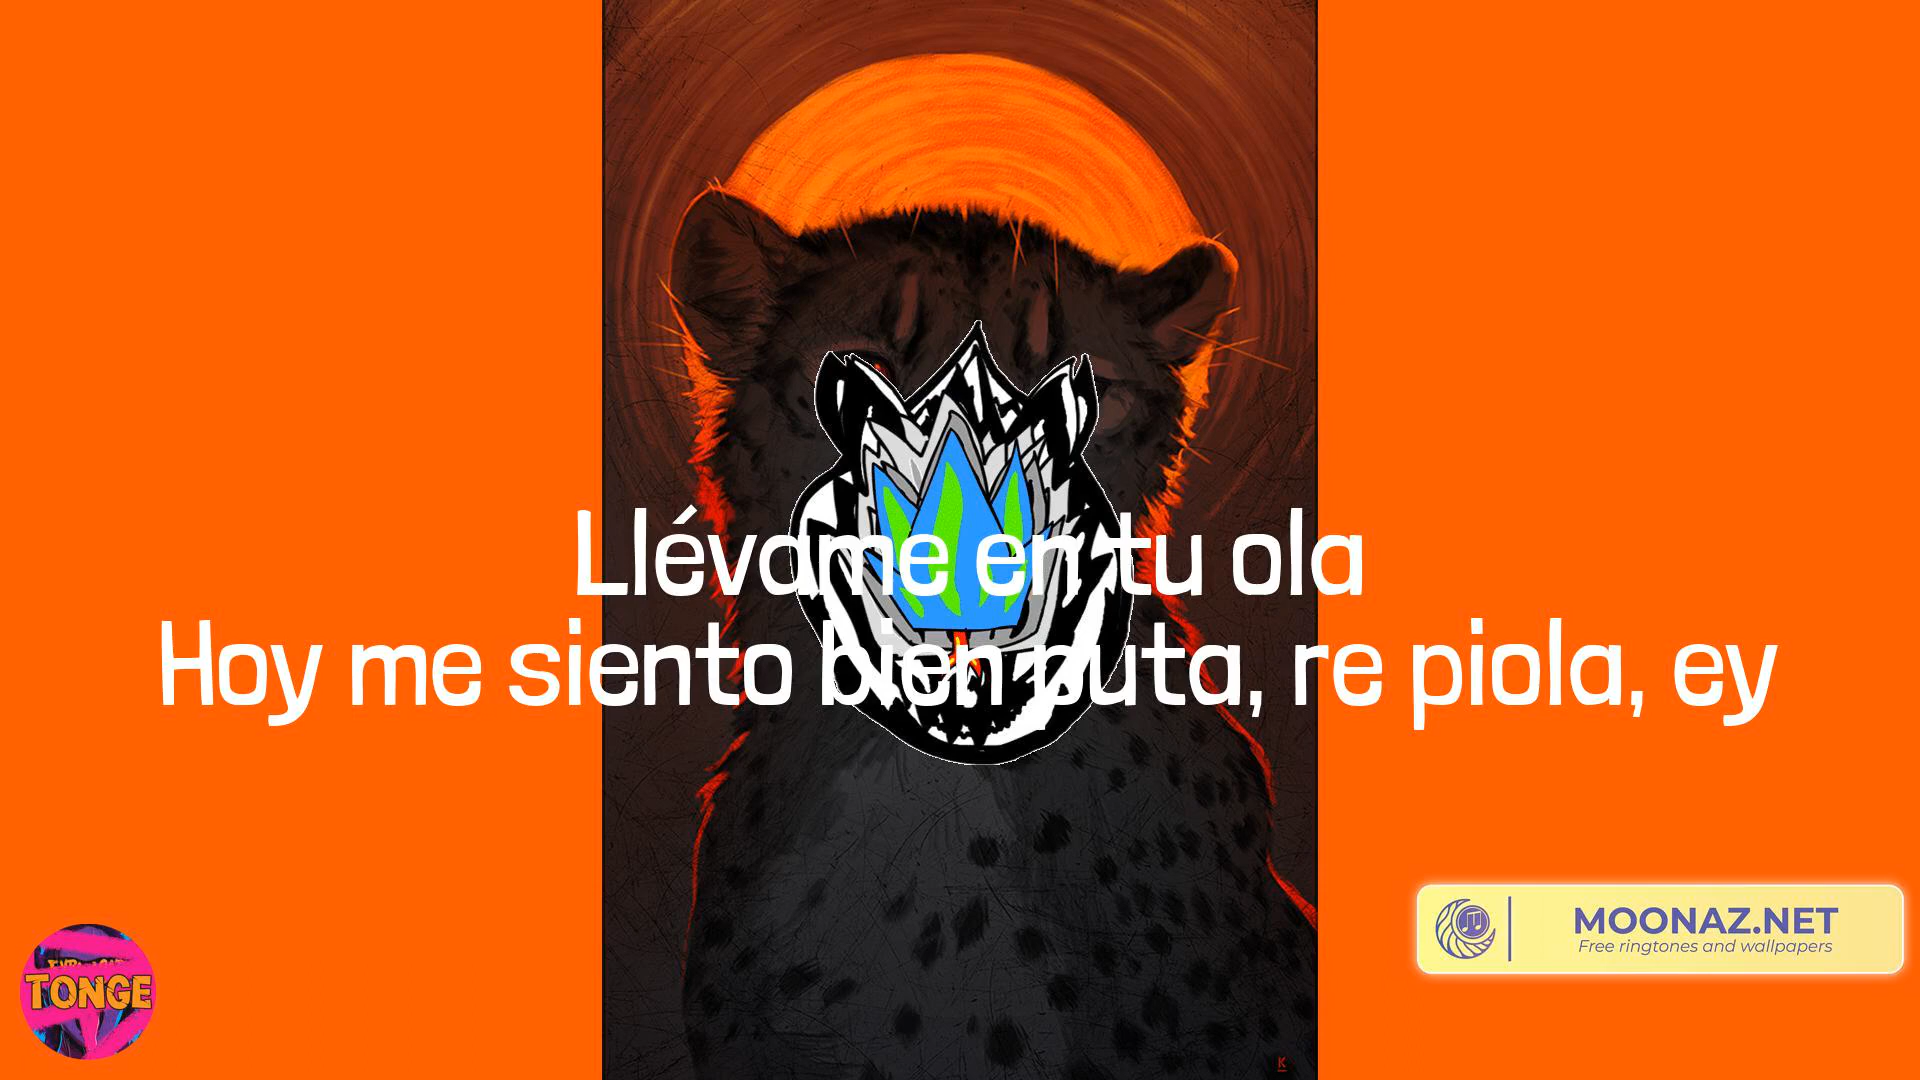 Llévame en tu ola
Hoy me siento bien puta, re piola, ey
MOONAZ.NET
Free ringtones and wallpapers
TONGE
K